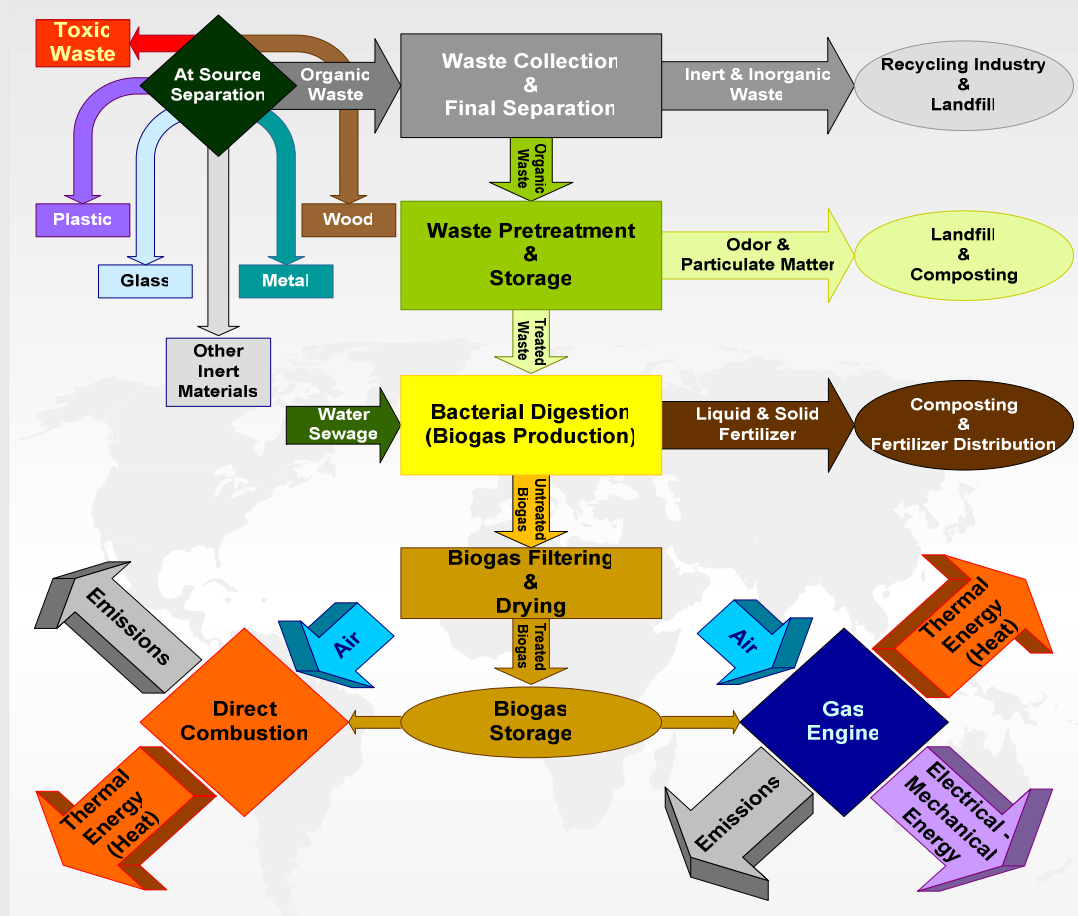 Toxic
Waste
At Source
Separation
Organic
Waste
Waste Collection
&
Final Separation
Inert & Inorganic
Waste
Recycling Industry
&
Landfill
Organic
Waste
Plastic
Wood
Glass
Metal
Other
Inert
Materials
Waste Pretreatment
&
Storage
Odor &
Particulate Matter
Landfill
&
Composting
Treated
Waste
Water
Sewage
Bacterial Digestion
(Biogas Production)
Liquid & Solid
Fertilizer
Composting
&
Fertilizer Distribution
Untreated
Biogas
Biogas Filtering
&
Drying
Treated
Biogas
Emissions
Air
Direct
Combustion
Thermal
Energy
(Heat)
Biogas
Storage
Air
Gas
Engine
Thermal
Energy
(Heat)
Emissions
Electrical -
Mechanical
Energy